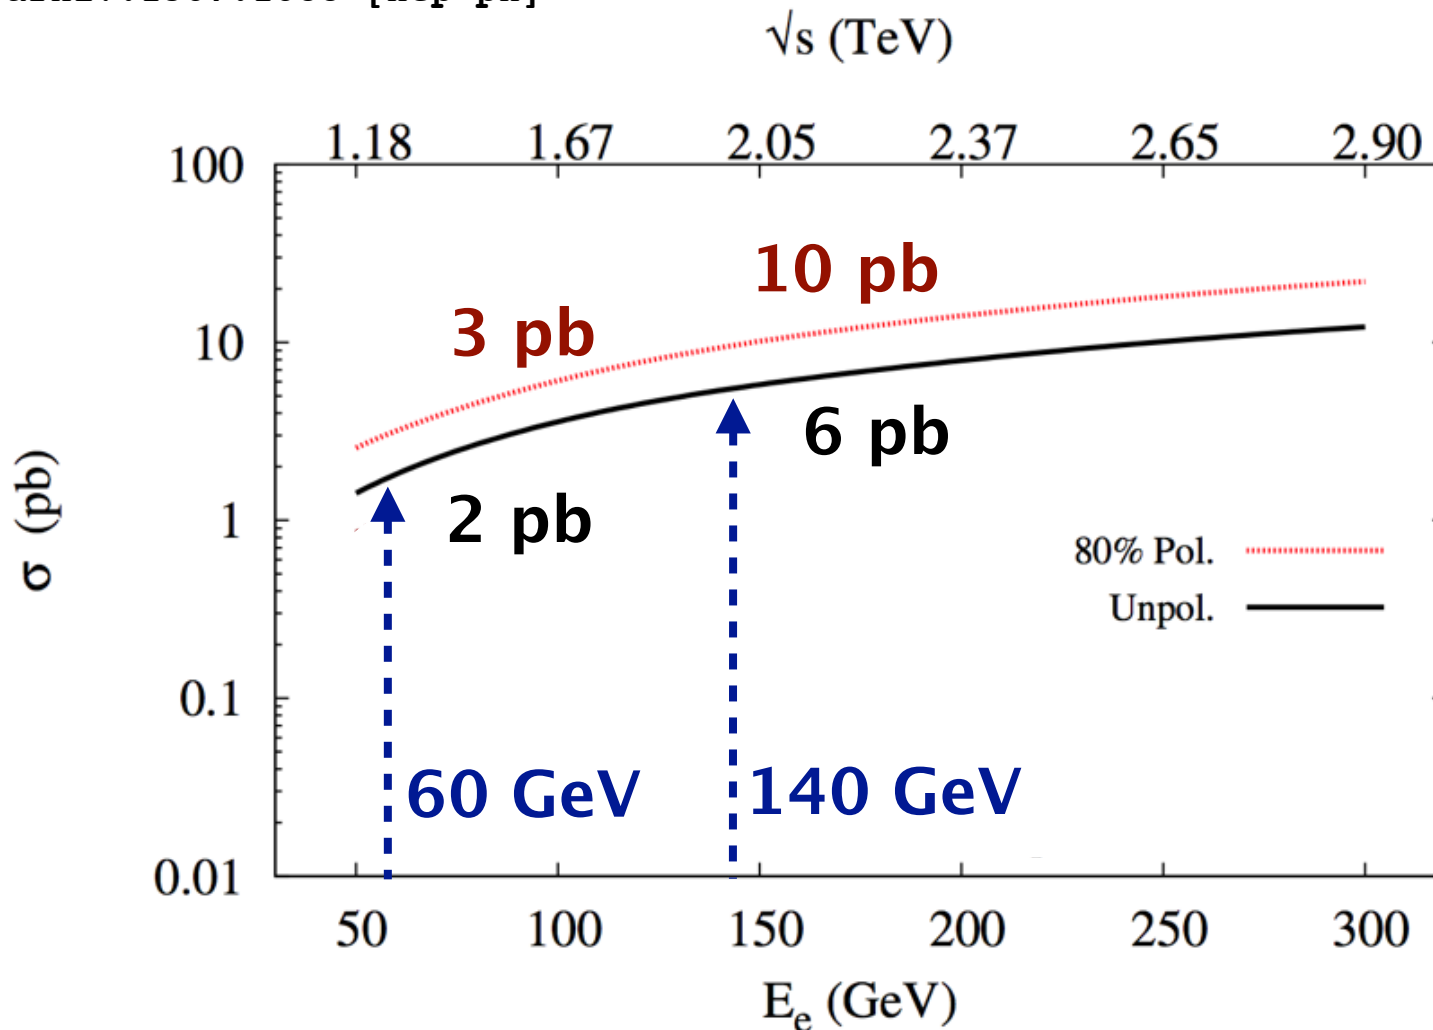 √s (TeV)
1.18 1.67 2.05 2.37 2.65 2.90
100
10 pb
3 pb
10
6 pb
2 pb
1
σ (pb)
80% Pol.
Unpol.
0.1
60 GeV 140 GeV
0.01
50 100 150 200 250 300
E_e (GeV)